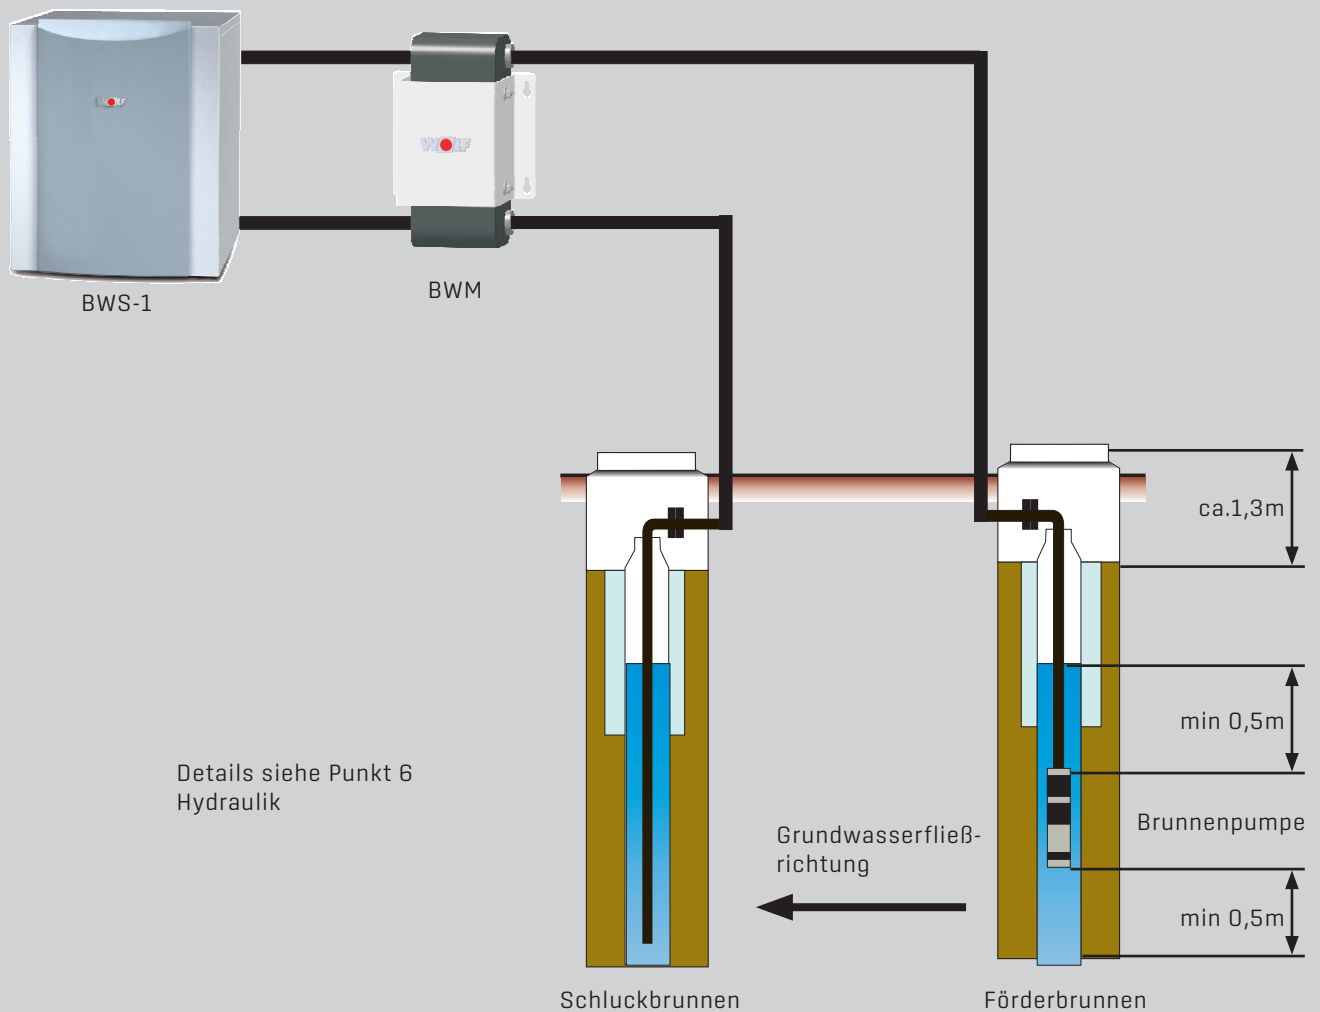 WOLF
WOLF
BWS-1
BWM
ca.1,3m
min 0,5m
Details siehe Punkt 6
Hydraulik
Brunnenpumpe
Grundwasserfließ-
richtung
min 0,5m
Schluckbrunnen
Förderbrunnen